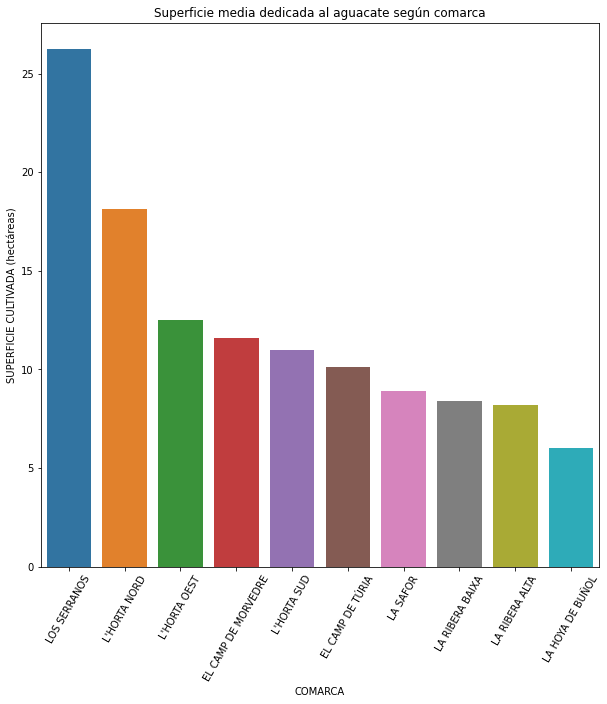 Superficie media dedicada al aguacate según comarca
SUPERFICIE CULTIVADA (hectáreas)
25
20
15
10
5
0
LOS SERRANOS
L'HORTA NORD
L'HORTA OEST
EL CAMP DE MORVEDRE
L'HORTA SUD
EL CAMP DE TÚRIA
LA SAFOR
LA RIBERA BAIXA
LA RIBERA ALTA
LA HOYA DE BUÑOL
COMARCA